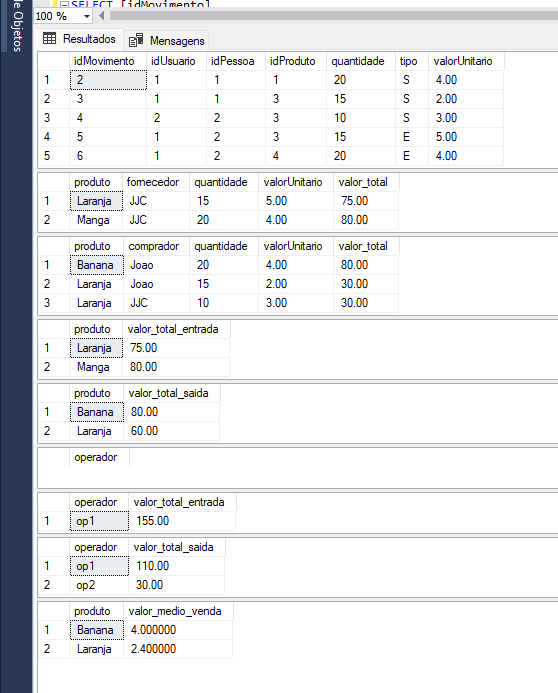 de Objetos
SELECT [idMovimento]
100 %
Resultados Mensagens
idMovimento idUsuario idPessoa idProduto quantidade tipo valorUnitario
1 2 1 1 1 20 S 4.00
2 3 1 1 3 15 S 2.00
3 4 2 2 3 10 S 3.00
4 5 1 2 3 15 E 5.00
5 6 1 2 4 20 E 4.00
produto fornecedor quantidade valorUnitario valor_total
1 Laranja JJC 15 5.00 75.00
2 Manga JJC 20 4.00 80.00
produto comprador quantidade valorUnitario valor_total
1 Banana Joao 20 4.00 80.00
2 Laranja Joao 15 2.00 30.00
3 Laranja JJC 10 3.00 30.00
produto valor_total_entrada
1 Laranja 75.00
2 Manga 80.00
produto valor_total_saida
1 Banana 80.00
2 Laranja 60.00
operador
operador valor_total_entrada
1 op1 155.00
operador valor_total_saida
1 op1 110.00
2 op2 30.00
produto valor_medio_venda
1 Banana 4.000000
2 Laranja 2.400000